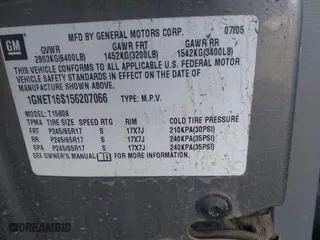 GM
MFD BY GENERAL MOTORS CORP. 07/05
GVWR GAWR FRT GAWR RR
2903KG(6400LB) 1452KG(3200LB) 1542KG(3400LB)
THIS VEHICLE CONFORMS TO ALL APPLICABLE U.S. FEDERAL
MOTOR VEHICLE SAFETY STANDARDS IN EFFECT ON THE DATE OF
MANUFACTURE SHOWN ABOVE.
1GNET16S156207066 TYPE: M.P.V.
MODEL: T15806
TPMA TIRE SIZE SPEED RTG RIM COLD TIRE PRESSURE
FRT P245/65R17 S 17X7J 210KPA(30PSI)
RR P245/65R17 S 17X7J 240KPA(35PSI)
SPA P245/65R17 S 17X7J 240KPA(35PSI)
SEE OWNER'S MANUAL FOR MORE INFORMATION.